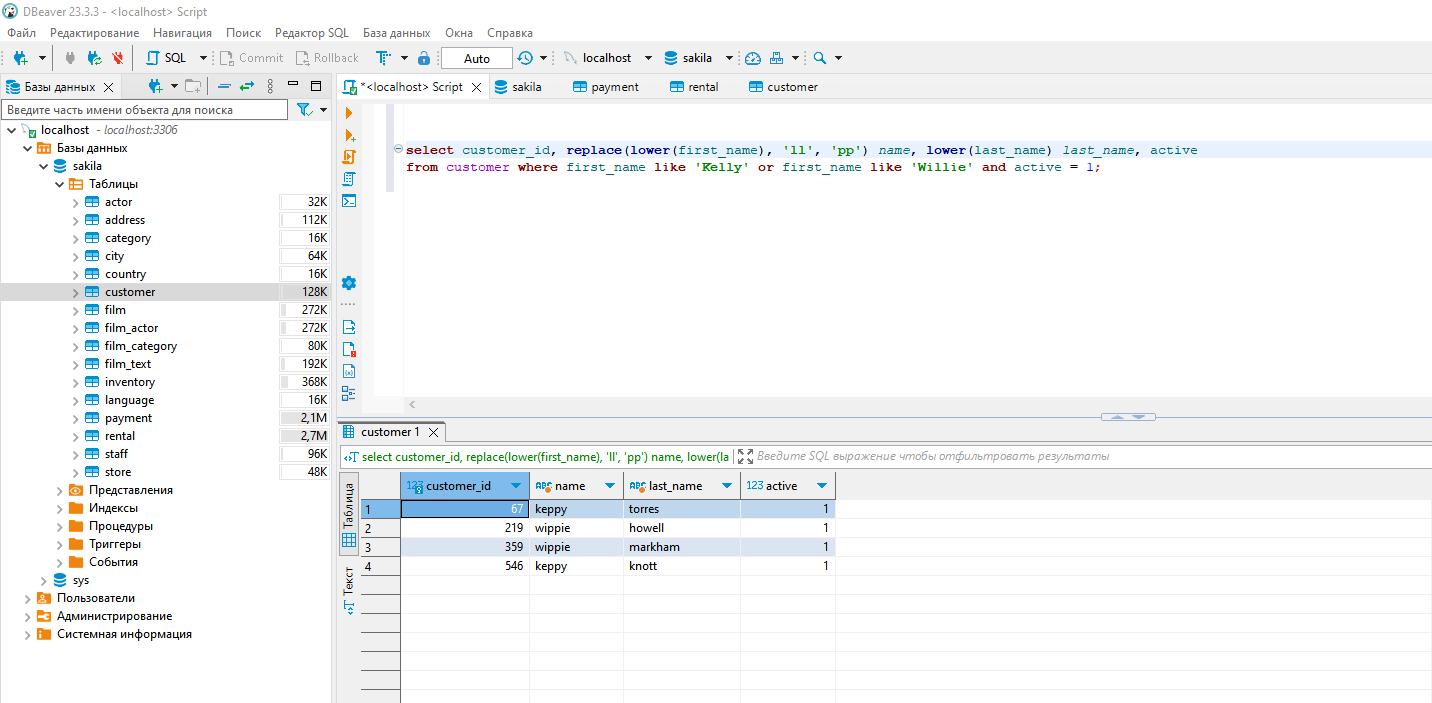 DBeaver 23.3.3 - <localhost> Script
Файл Редактирование Навигация Поиск Редактор SQL База данных Окна Справка
SQL Commit Rollback Auto localhost sakila
Базы данных *<localhost> Script sakila payment rental customer
Введите часть имени объекта для поиска
localhost - localhost:3306
Базы данных
sakila
Таблицы
actor 32K
address 112K
category 16K
city 64K
country 16K
customer 128K
film 272K
film_actor 272K
film_category 80K
film_text 192K
inventory 368K
language 16K
payment 2,1M
rental 2,7M
staff 96K
store 48K
Представления
Индексы
Процедуры
Триггеры
События
sys
Пользователи
Администрирование
Системная информация
select customer_id, replace(lower(first_name), 'll', 'pp') name, lower(last_name) last_name, active
from customer where first_name like 'Kelly' or first_name like 'Willie' and active = 1;
customer 1
select customer_id, replace(lower(first_name), 'll', 'pp') name, lower(la
Введите SQL выражение чтобы отфильтровать результаты
Таблица
Текст
123 customer_id ABC name ABC last_name 123 active
1 67 keppy torres 1
2 219 wippie howell 1
3 359 wippie markham 1
4 546 keppy knott 1